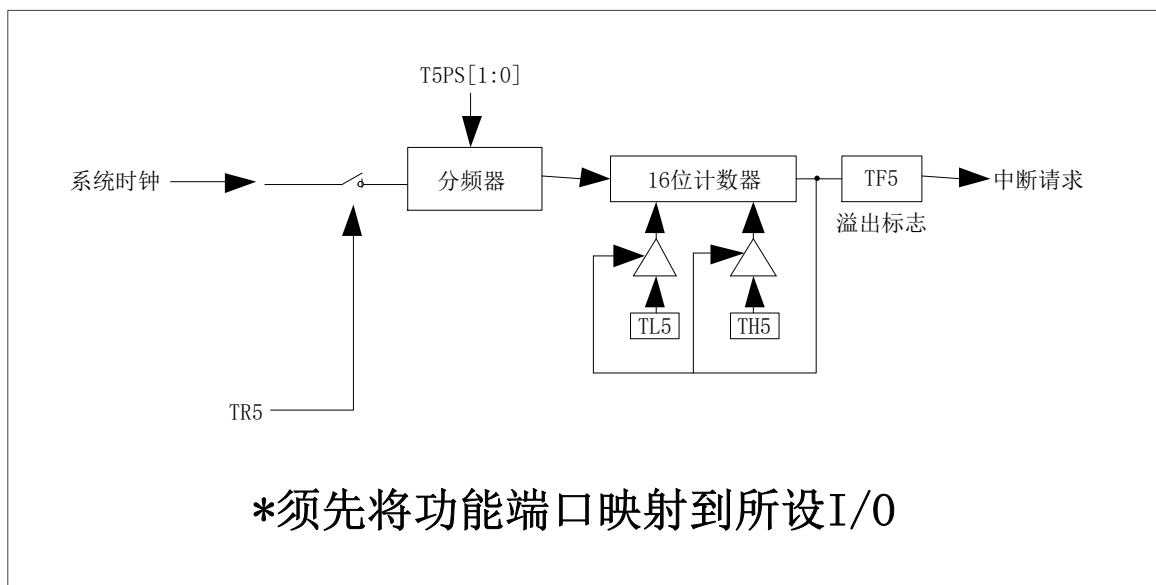 T5PS[1:0]
系统时钟
分频器
16位计数器
TF5
中断请求
溢出标志
TL5
TH5
TR5
*须先将功能端口映射到所设I/O